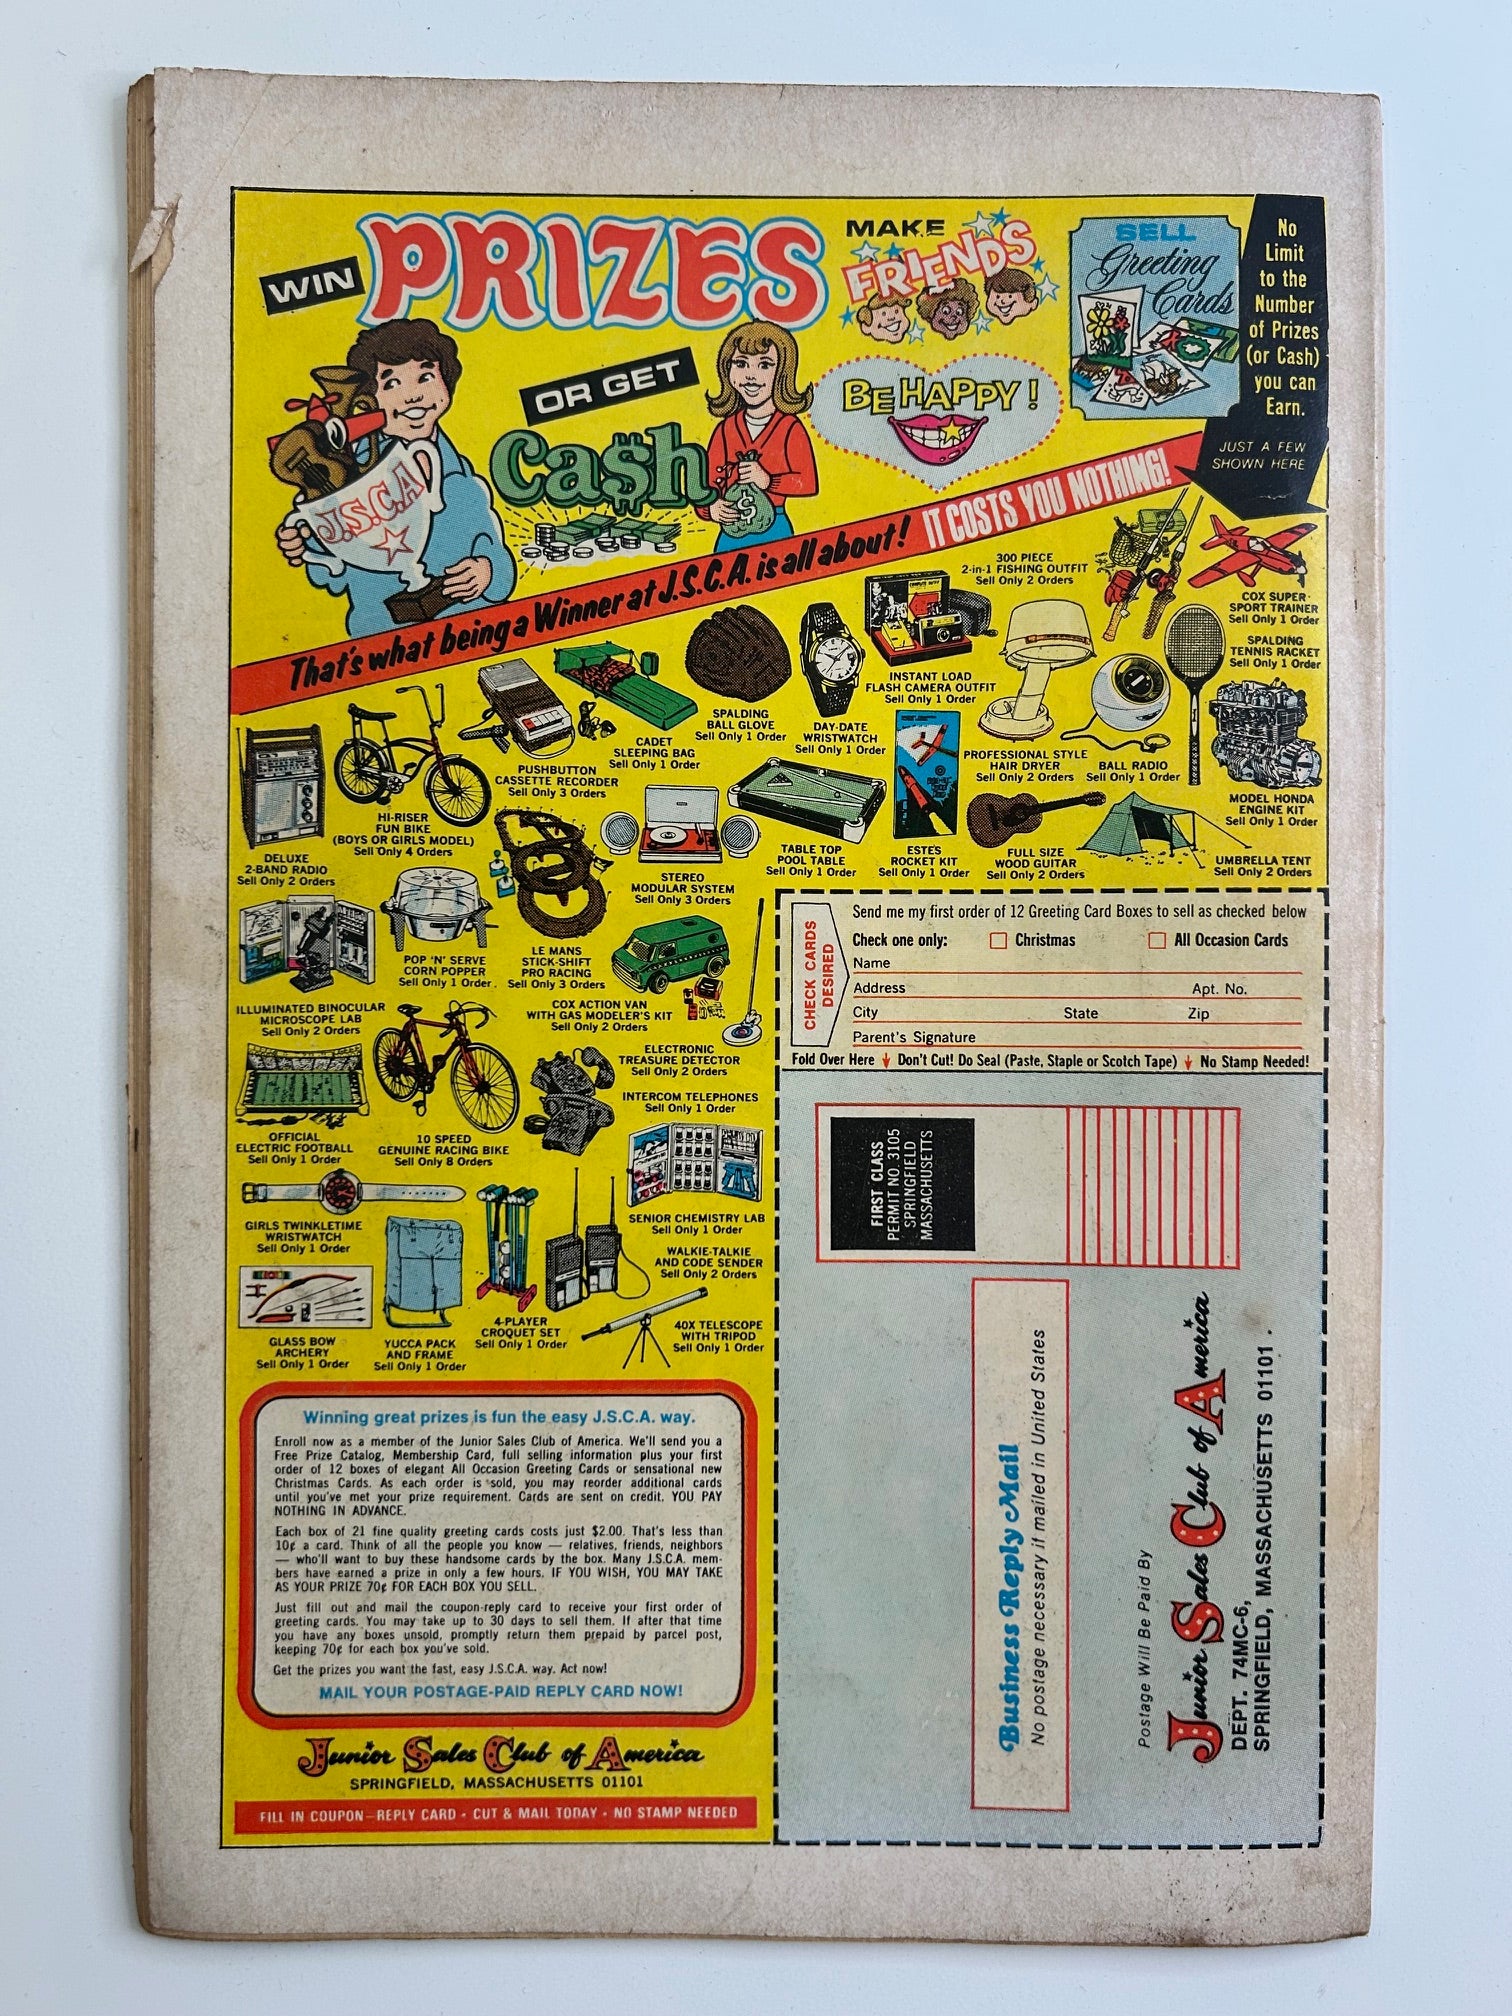 WIN PRIZES
OR GET
Ca$h
MAKE
FRIENDS
BE HAPPY!
SELL
Greeting
Cards
No
Limit
to the
Number
of Prizes
(or Cash)
you can
Earn.
JUST A FEW
SHOWN HERE
J.S.C.A
$
That's what being a Winner at J.S.C.A. is all about! IT COSTS YOU NOTHING!
300 PIECE
2-in-1 FISHING OUTFIT
Sell Only 2 Orders
COX SUPER-
SPORT TRAINER
Sell Only 1 Order
SPALDING
TENNIS RACKET
Sell Only 1 Order
INSTANT LOAD
FLASH CAMERA OUTFIT
Sell Only 1 Order
SPALDING
BALL GLOVE
Sell Only 1 Order
DAY-DATE
WRISTWATCH
Sell Only 1 Order
CADET
SLEEPING BAG
Sell Only 1 Order
PUSHBUTTON
CASSETTE RECORDER
Sell Only 3 Orders
PROFESSIONAL STYLE
HAIR DRYER
Sell Only 2 Orders
BALL RADIO
Sell Only 1 Order
MODEL HONDA
ENGINE KIT
Sell Only 1 Order
HI-RISER
FUN BIKE
(BOYS OR GIRLS MODEL)
Sell Only 4 Orders
DELUXE
2-BAND RADIO
Sell Only 2 Orders
STEREO
MODULAR SYSTEM
Sell Only 3 Orders
TABLE TOP
POOL TABLE
Sell Only 1 Order
ESTE'S
ROCKET KIT
Sell Only 1 Order
FULL SIZE
WOOD GUITAR
Sell Only 2 Orders
UMBRELLA TENT
Sell Only 2 Orders
POP 'N' SERVE
CORN POPPER
Sell Only 1 Order
LE MANS
STICK-SHIFT
PRO RACING
Sell Only 3 Orders
ILLUMINATED BINOCULAR
MICROSCOPE LAB
Sell Only 2 Orders
COX ACTION VAN
WITH GAS MODELER'S KIT
Sell Only 2 Orders
ELECTRONIC
TREASURE DETECTOR
Sell Only 2 Orders
INTERCOM TELEPHONES
Sell Only 1 Order
OFFICIAL
ELECTRIC FOOTBALL
Sell Only 1 Order
10 SPEED
GENUINE RACING BIKE
Sell Only 8 Orders
GIRLS TWINKLETIME
WRISTWATCH
Sell Only 1 Order
SENIOR CHEMISTRY LAB
Sell Only 1 Order
WALKIE-TALKIE
AND CODE SENDER
Sell Only 2 Orders
GLASS BOW
ARCHERY
Sell Only 1 Order
YUCCA PACK
AND FRAME
Sell Only 1 Order
4-PLAYER
CROQUET SET
Sell Only 1 Order
40X TELESCOPE
WITH TRIPOD
Sell Only 1 Order
Winning great prizes is fun the easy J.S.C.A. way.
Enroll now as a member of the Junior Sales Club of America. We'll send you a
Free Prize Catalog, Membership Card, full selling information plus your first
order of 12 boxes of elegant All Occasion Greeting Cards or sensational new
Christmas Cards. As each order is sold, you may reorder additional cards
until you've met your prize requirement. Cards are sent on credit. YOU PAY
NOTHING IN ADVANCE.
Each box of 21 fine quality greeting cards costs just $2.00. That's less than
10¢ a card. Think of all the people you know — relatives, friends, neighbors
— who'll want to buy these handsome cards by the box. Many J.S.C.A. mem-
bers have earned a prize in only a few hours. IF YOU WISH, YOU MAY TAKE
AS YOUR PRIZE 70¢ FOR EACH BOX YOU SELL.
Just fill out and mail the coupon-reply card to receive your first order of
greeting cards. You may take up to 30 days to sell them. If after that time
you have any boxes unsold, promptly return them prepaid by parcel post,
keeping 70¢ for each box you've sold.
Get the prizes you want the fast, easy J.S.C.A. way. Act now!
MAIL YOUR POSTAGE-PAID REPLY CARD NOW!
Junior Sales Club of America
SPRINGFIELD, MASSACHUSETTS 01101
FILL IN COUPON—REPLY CARD • CUT & MAIL TODAY • NO STAMP NEEDED
CHECK CARDS
DESIRED
Send me my first order of 12 Greeting Card Boxes to sell as checked below
Check one only: Christmas All Occasion Cards
Name
Address Apt. No.
City State Zip
Parent's Signature
Fold Over Here Don't Cut! Do Seal (Paste, Staple or Scotch Tape) No Stamp Needed!
FIRST CLASS
PERMIT NO. 3105
SPRINGFIELD
MASSACHUSETTS
Business Reply Mail
No postage necessary if mailed in United States
Postage Will Be Paid By
Junior Sales Club of America
DEPT. 74MC-6,
SPRINGFIELD, MASSACHUSETTS 01101.